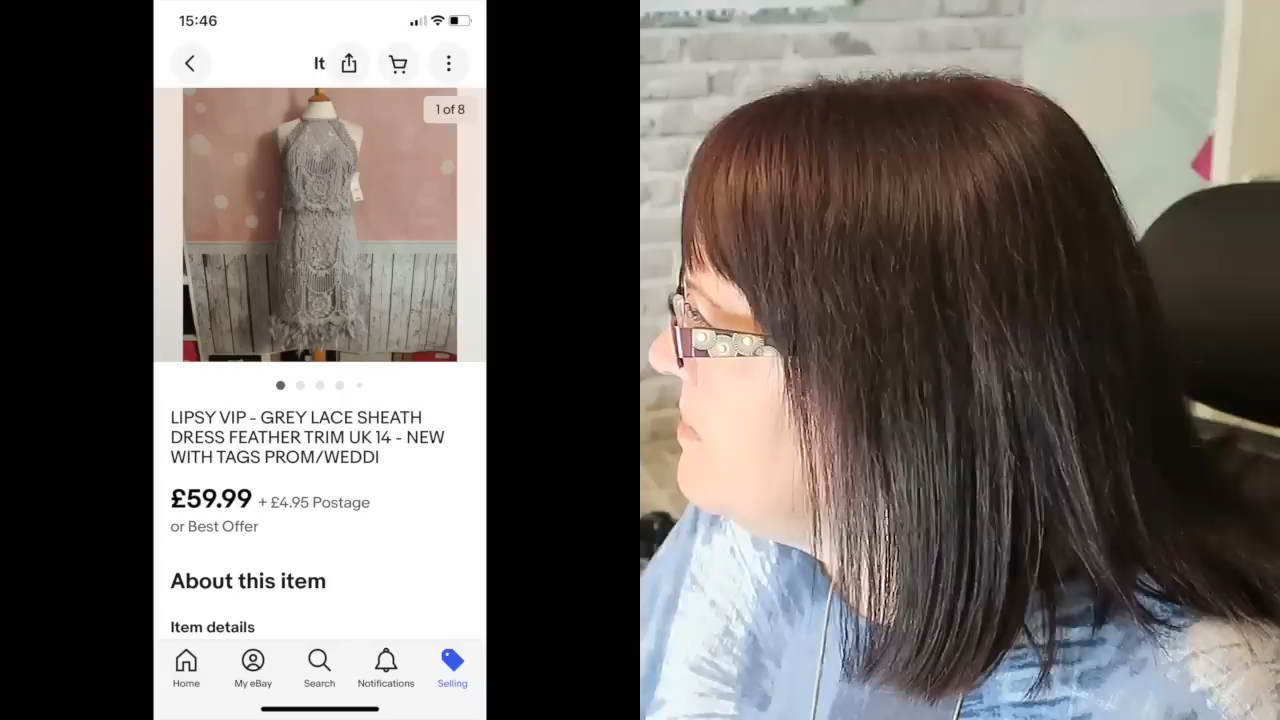 15:46
It
1 of 8
LIPSY VIP - GREY LACE SHEATH
DRESS FEATHER TRIM UK 14 - NEW
WITH TAGS PROM/WEDDI
£59.99 + £4.95 Postage
or Best Offer
About this item
Item details
Home My eBay Search Notifications Selling